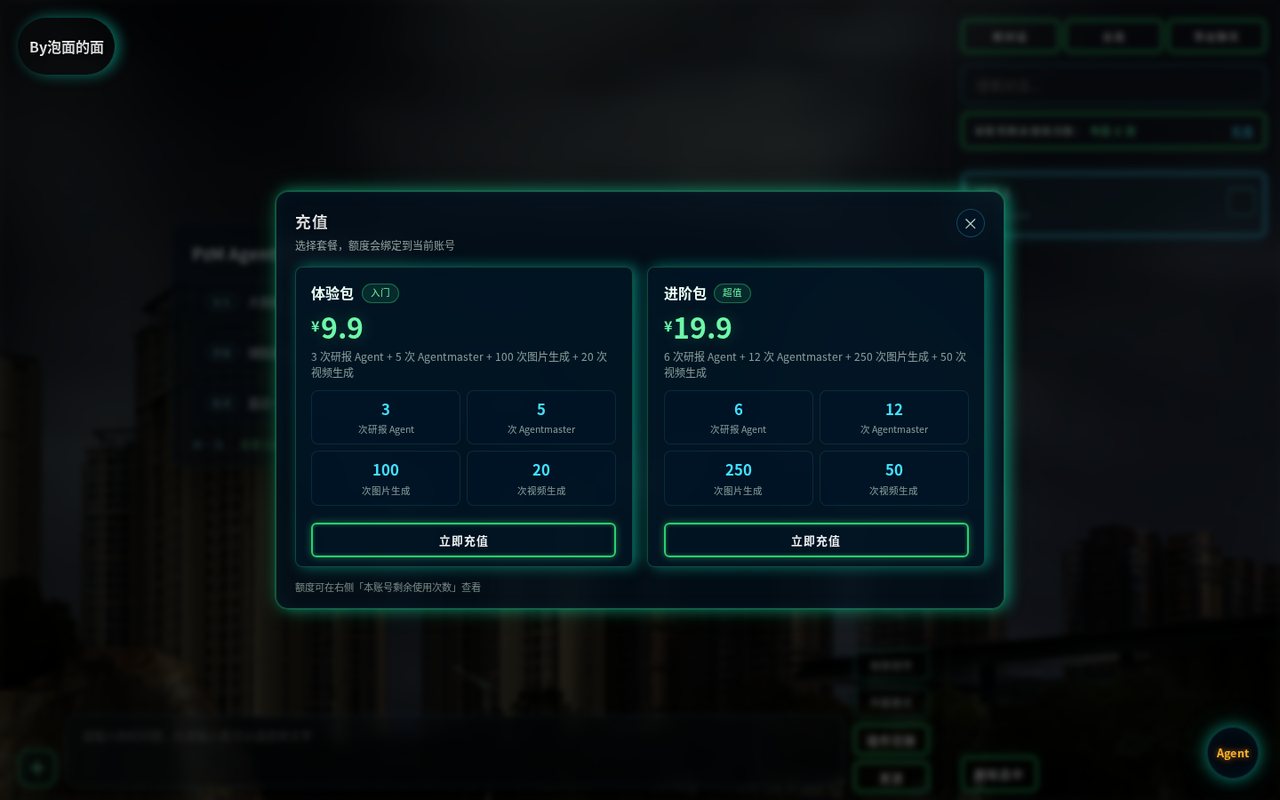 By泡面的面
充值
选择套餐，额度会绑定到当前账号
体验包 入门
¥9.9
3 次研报 Agent + 5 次 Agentmaster + 100 次图片生成 + 20 次
视频生成
3
次研报 Agent
5
次 Agentmaster
100
次图片生成
20
次视频生成
立即充值
进阶包 超值
¥19.9
6 次研报 Agent + 12 次 Agentmaster + 250 次图片生成 + 50 次
视频生成
6
次研报 Agent
12
次 Agentmaster
250
次图片生成
50
次视频生成
立即充值
额度可在右侧「本账号剩余使用次数」查看
Agent